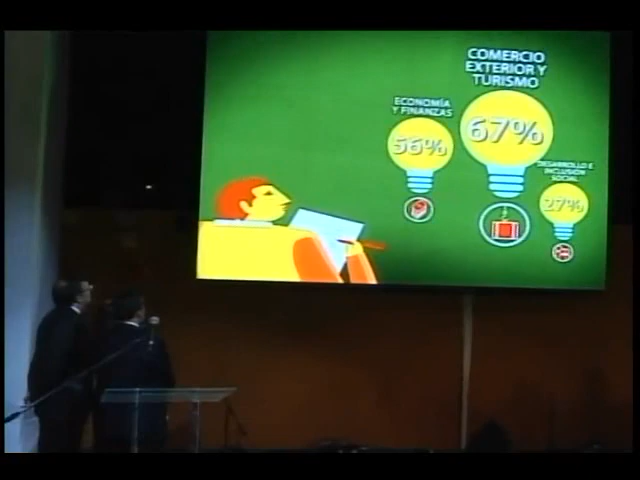 COMERCIO
EXTERIOR Y
TURISMO
67%
ECONOMÍA
Y FINANZAS
56%
DESARROLLO E
INCLUSIÓN
SOCIAL
27%